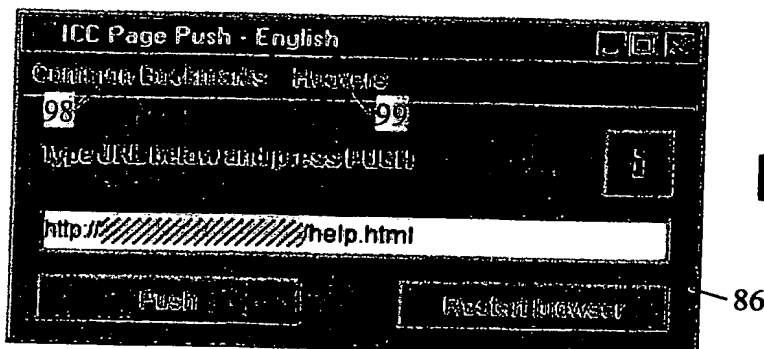 ICC Page Push - English
Common Bookmarks Hoovers
98 99
Type URL below and press PUSH
http:// /help.html
Push Restart browser
86